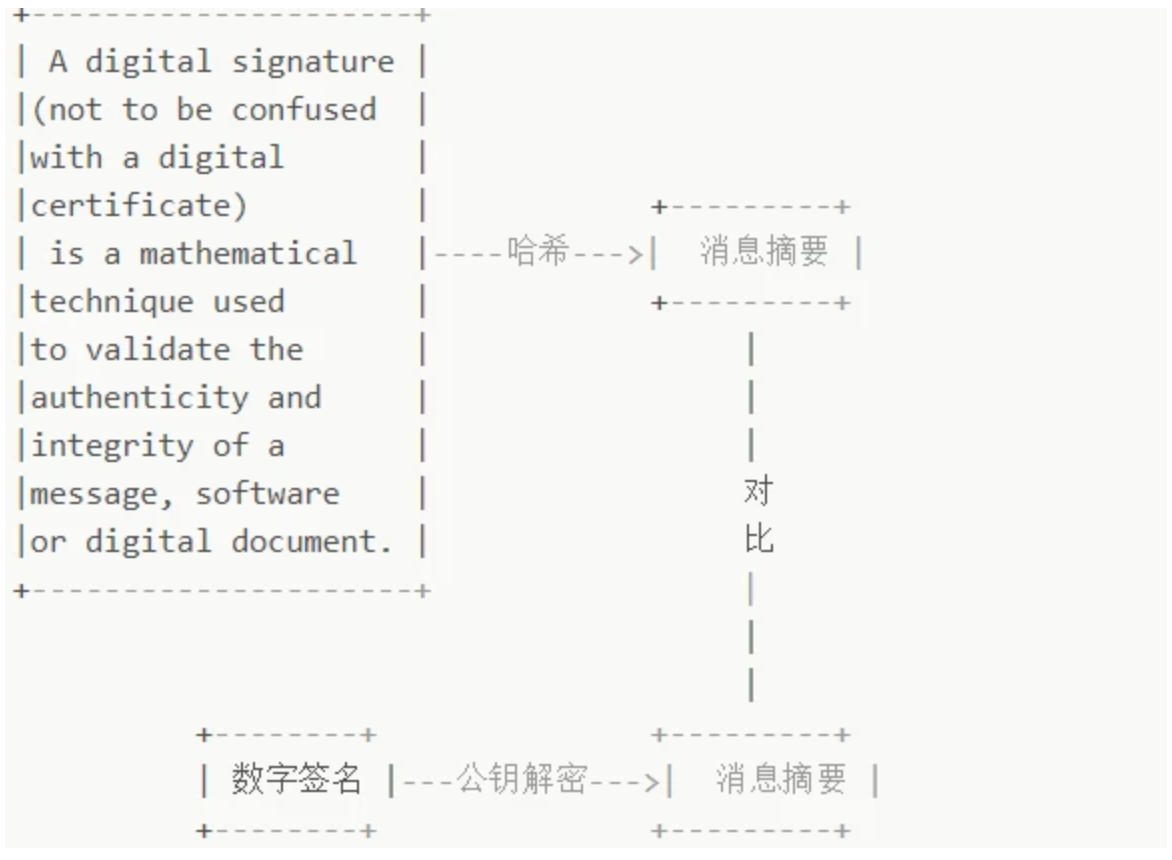 +---------------------+
| A digital signature |
|(not to be confused  |
|with a digital       |
|certificate)         |            +---------+
| is a mathematical   |----哈希--->|  消息摘要 |
|technique used       |            +---------+
|to validate the      |                 |
|authenticity and     |                 |
|integrity of a       |                 |
|message, software    |                 对
|or digital document. |                 比
+---------------------+                 |
                                        |
                                        |
          +--------+               +---------+
          | 数字签名 |---公钥解密--->|  消息摘要 |
          +--------+               +---------+